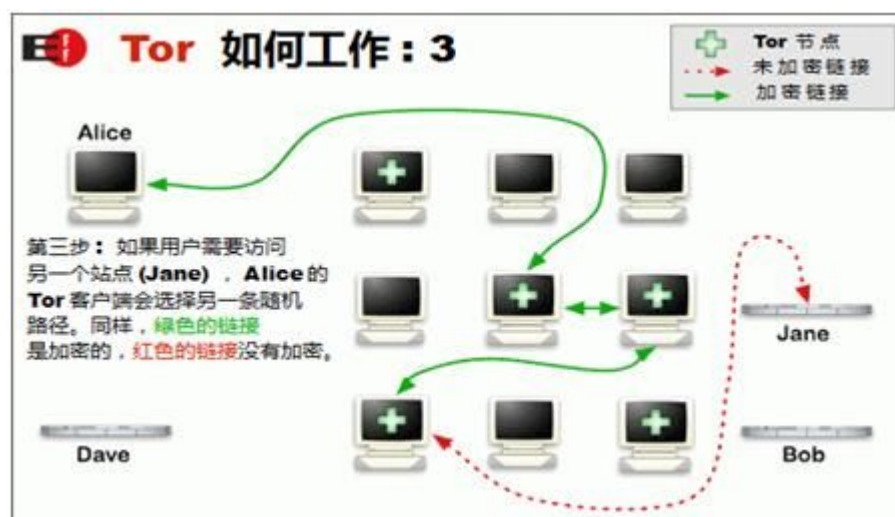 EFF Tor 如何工作：3
Tor 节点
未加密链接
加密链接
Alice
第三步：如果用户需要访问
另一个站点 (Jane) ，Alice 的
Tor 客户端会选择另一条随机
路径。同样，绿色的链接
是加密的，红色的链接没有加密。
Jane
Dave
Bob